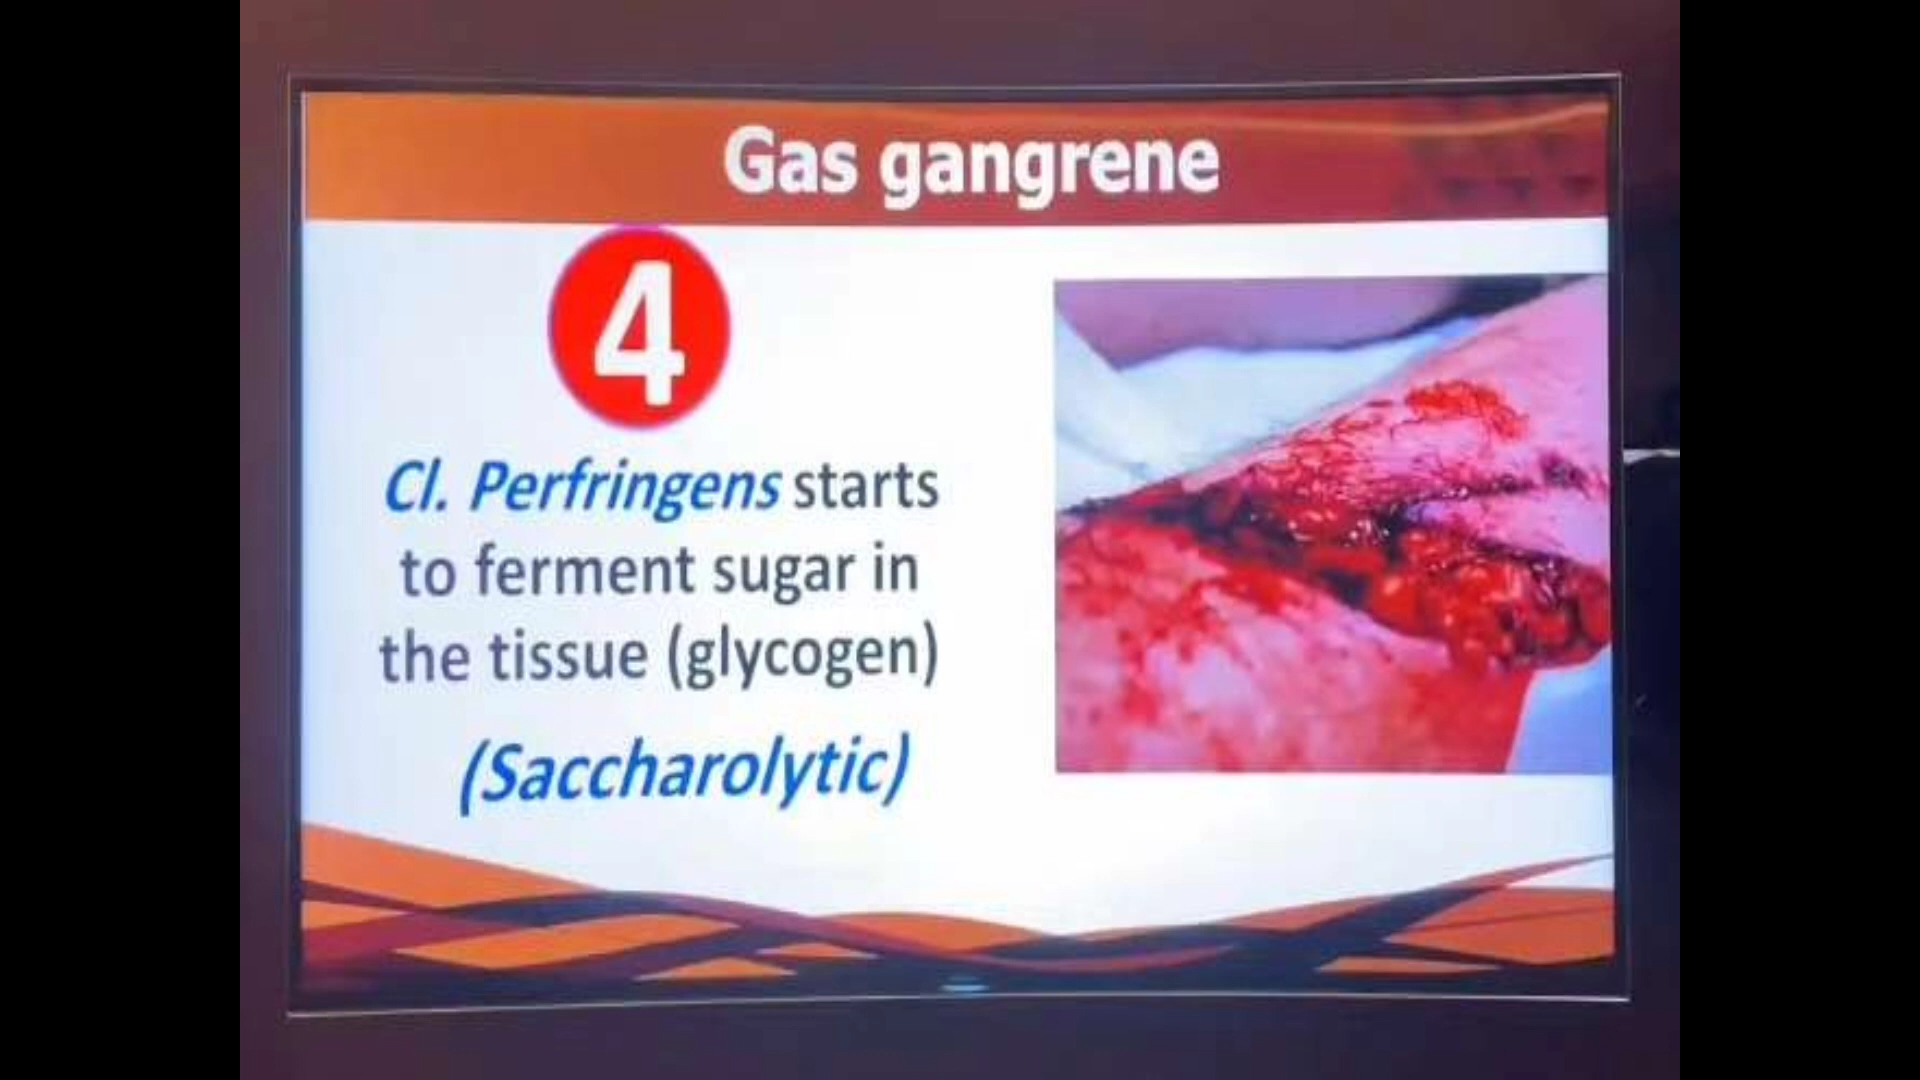 Gas gangrene
4
Cl. Perfringens starts
to ferment sugar in
the tissue (glycogen)
(Saccharolytic)